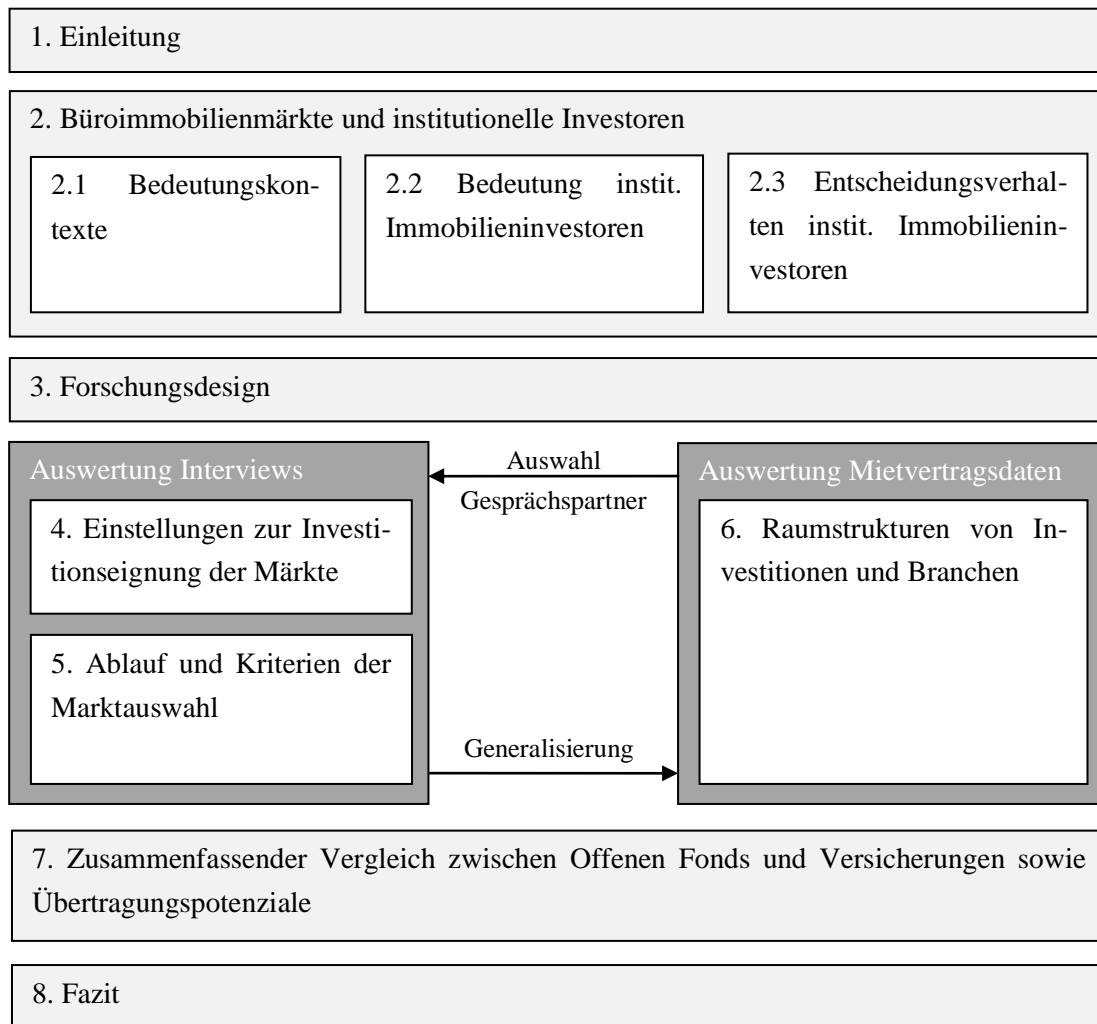 1. Einleitung
2. Büroimmobilienmärkte und institutionelle Investoren
2.1 Bedeutungskon-
texte
2.2 Bedeutung instit.
Immobilieninvestoren
2.3 Entscheidungsverhal-
ten instit. Immobilienin-
vestoren
3. Forschungsdesign
Auswertung Interviews
4. Einstellungen zur Investi-
tionseignung der Märkte
5. Ablauf und Kriterien der
Marktauswahl
Auswahl
Gesprächspartner
Generalisierung
Auswertung Mietvertragsdaten
6. Raumstrukturen von In-
vestitionen und Branchen
7. Zusammenfassender Vergleich zwischen Offenen Fonds und Versicherungen sowie
Übertragungspotenziale
8. Fazit